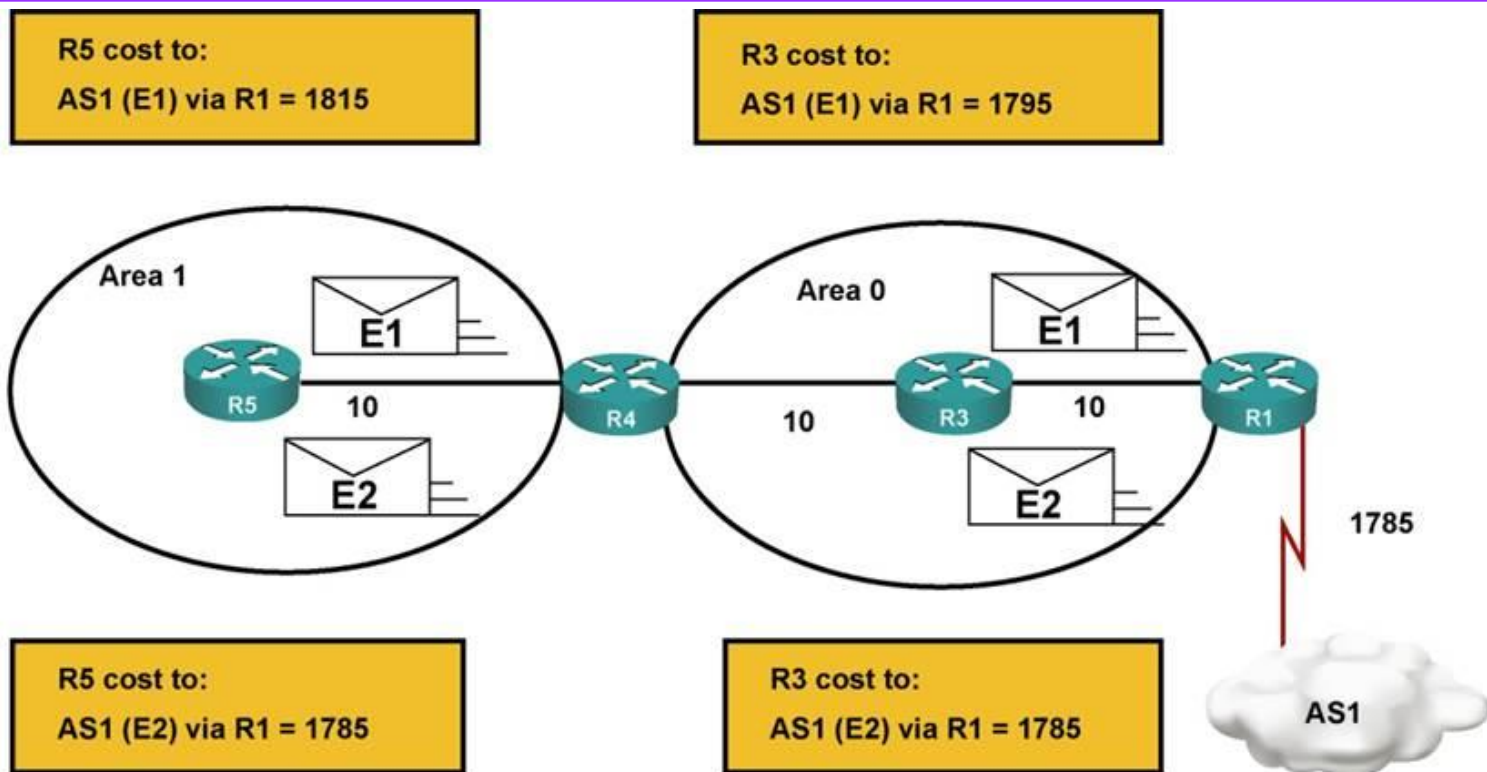 R5 cost to:
AS1 (E1) via R1 = 1815
R3 cost to:
AS1 (E1) via R1 = 1795
Area 1
E1
R5
10
E2
R4
Area 0
E1
10
R3
10
E2
R1
1785
AS1
R5 cost to:
AS1 (E2) via R1 = 1785
R3 cost to:
AS1 (E2) via R1 = 1785